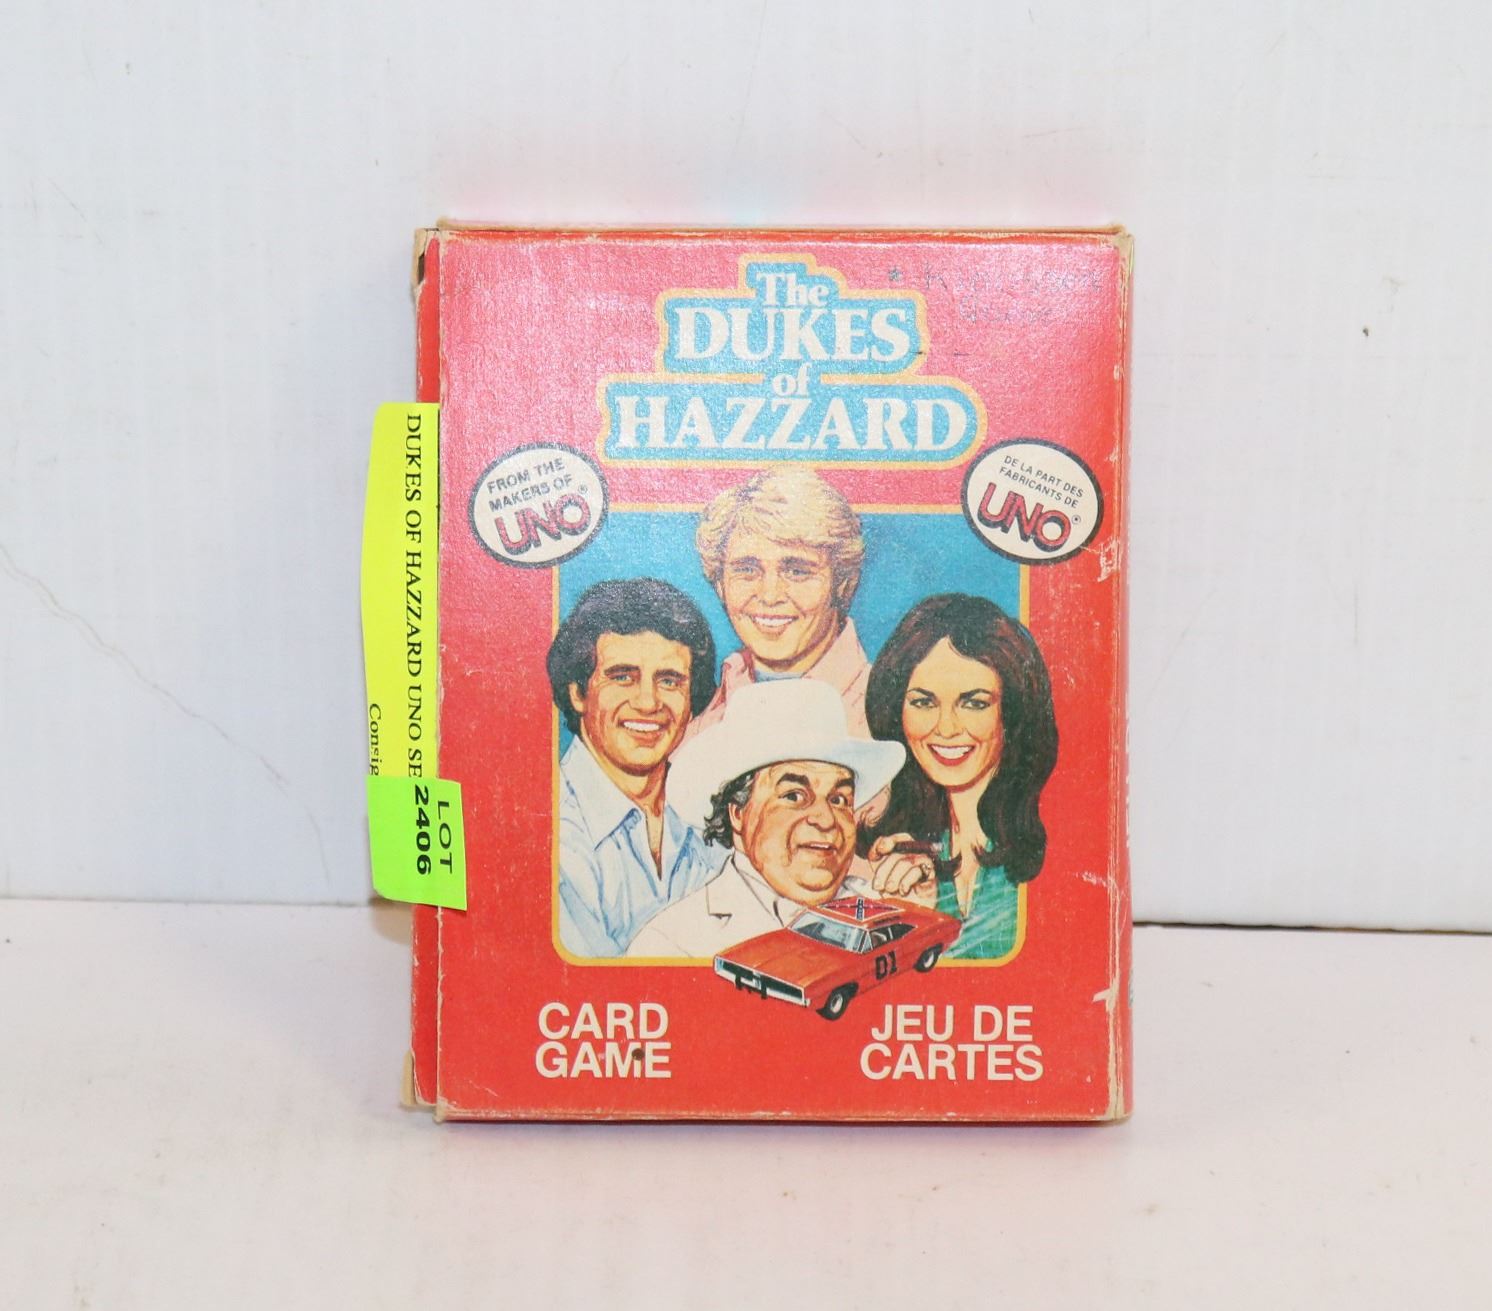 The
DUKES
of
HAZZARD
FROM THE
MAKERS OF
UNO®
DE LA PART DES
FABRICANTS DE
UNO®
01
CARD
GAME
JEU DE
CARTES
DUKES OF HAZZARD UNO SE
Consig
LOT
2406